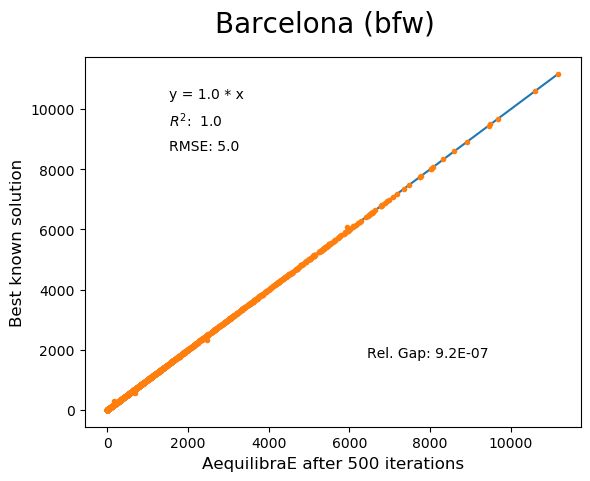 Barcelona (bfw)
y = 1.0 * x
R²: 1.0
RMSE: 5.0
Rel. Gap: 9.2E-07
Best known solution
10000
8000
6000
4000
2000
0
0 2000 4000 6000 8000 10000
AequilibraE after 500 iterations